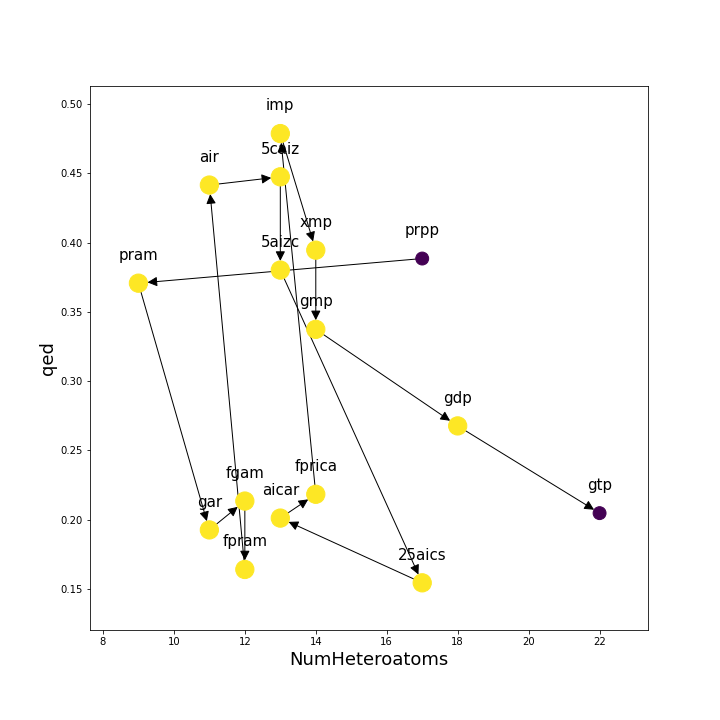 imp
air
5caiz
xmp
prpp
5aizc
pram
gmp
gdp
gtp
fprica
fgam
aicar
gar
fpram
25aics
0.50
0.45
0.40
0.35
0.30
0.25
0.20
0.15
qed
8 10 12 14 16 18 20 22
NumHeteroatoms